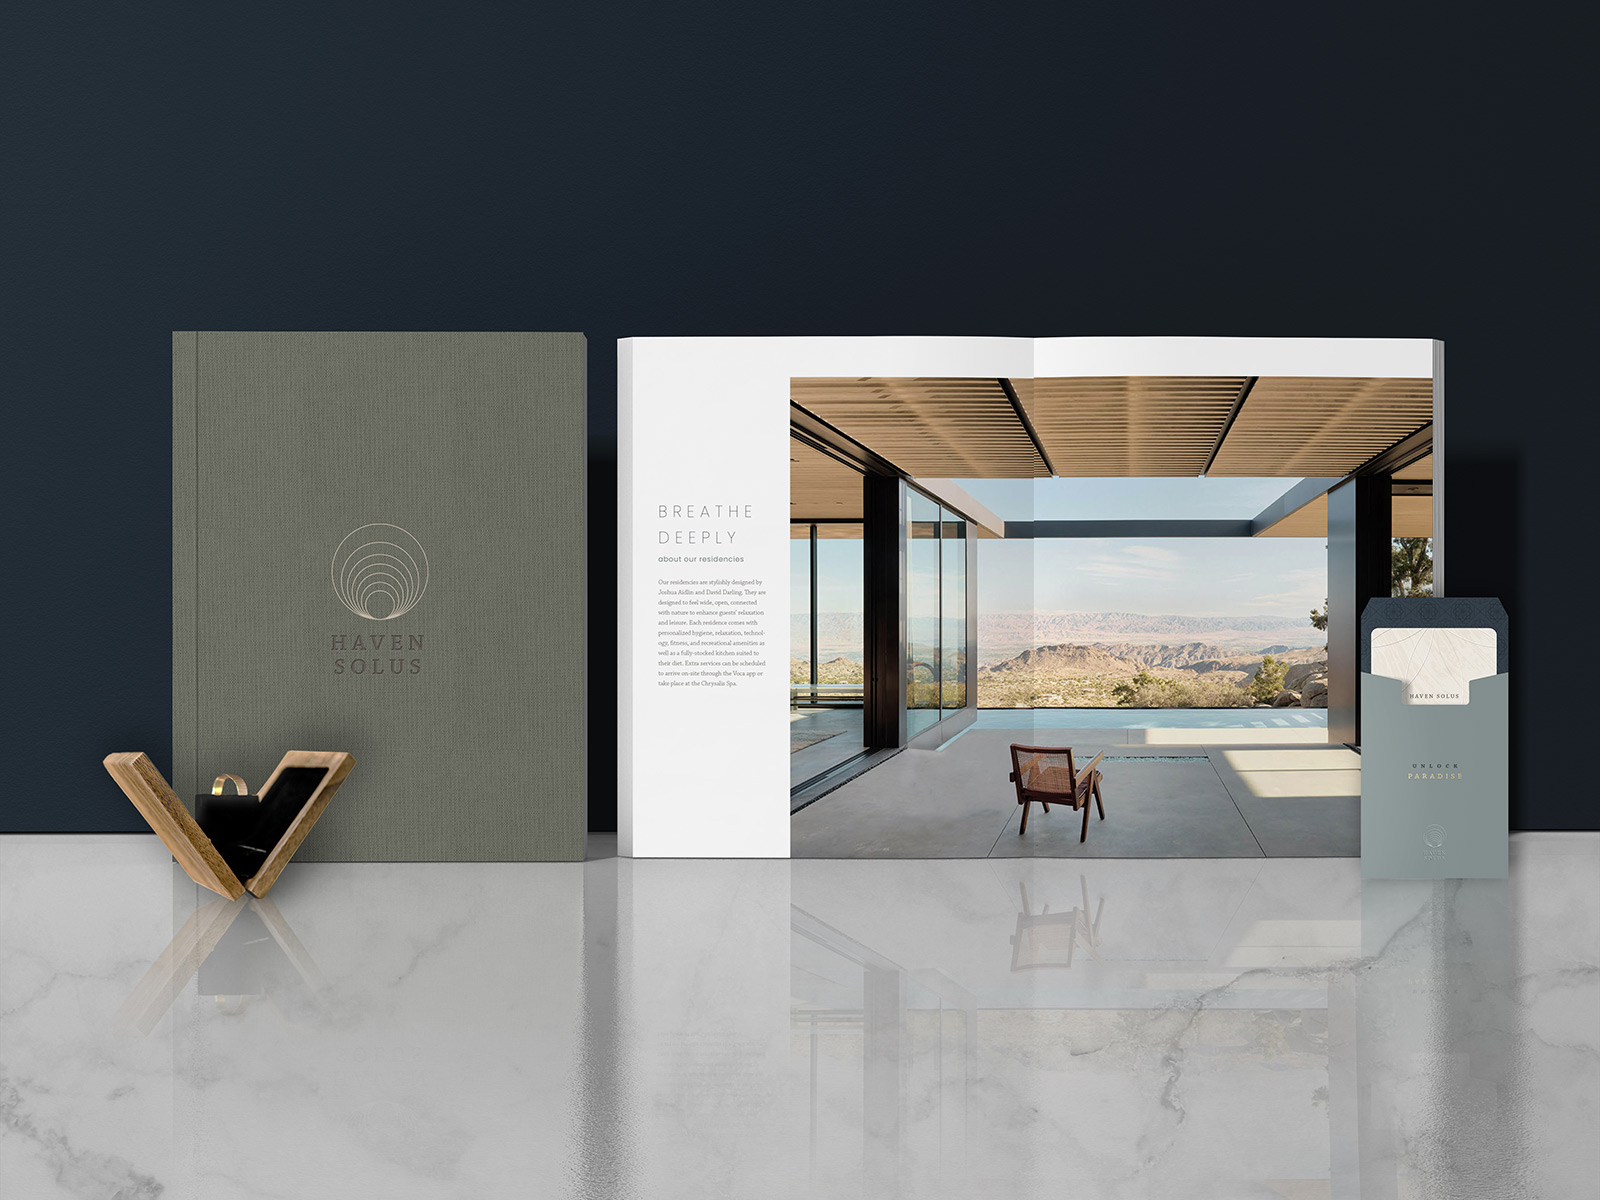 HAVEN
SOLUS
BREATHE
DEEPLY
about our residencies
Our residencies are stylishly designed by
Joshua Aidlin and David Darling. They are
designed to feel wide, open, connected
with nature to enhance guests' relaxation
and leisure. Each residence comes with
personalized hygiene, relaxation, technol-
ogy, fitness, and recreational amenities as
well as a fully-stocked kitchen suited to
their diet. Extra services can be scheduled
to arrive on-site through the Voca app or
take place at the Chrysalis Spa.
HAVEN SOLUS
UNLOCK
PARADISE
HAVEN
SOLUS